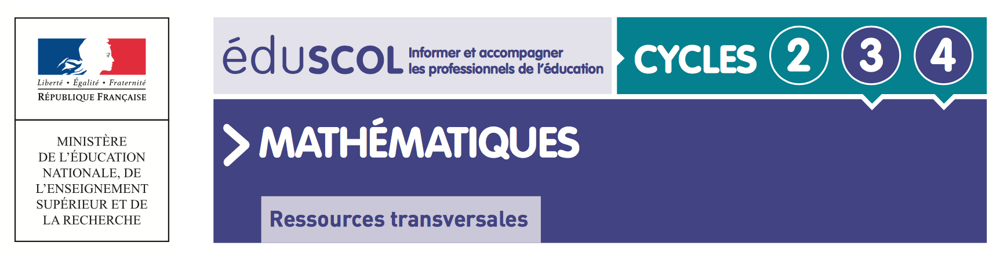 Liberté • Égalité • Fraternité
RÉPUBLIQUE FRANÇAISE
MINISTÈRE
DE L’ÉDUCATION
NATIONALE, DE
L’ENSEIGNEMENT
SUPÉRIEUR ET DE
LA RECHERCHE
éduSCOL
Informer et accompagner
les professionnels de l’éducation
CYCLES 2 3 4
MATHÉMATIQUES
Ressources transversales